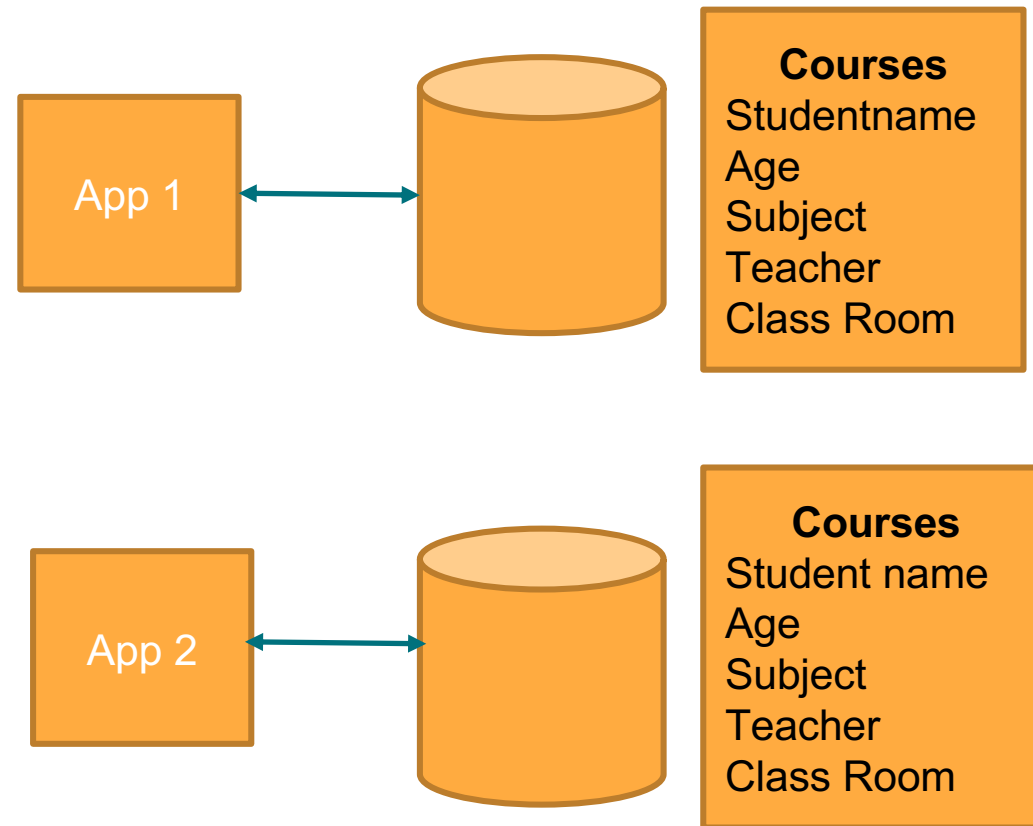 App 1
Courses
Studentname
Age
Subject
Teacher
Class Room
App 2
Courses
Student name
Age
Subject
Teacher
Class Room